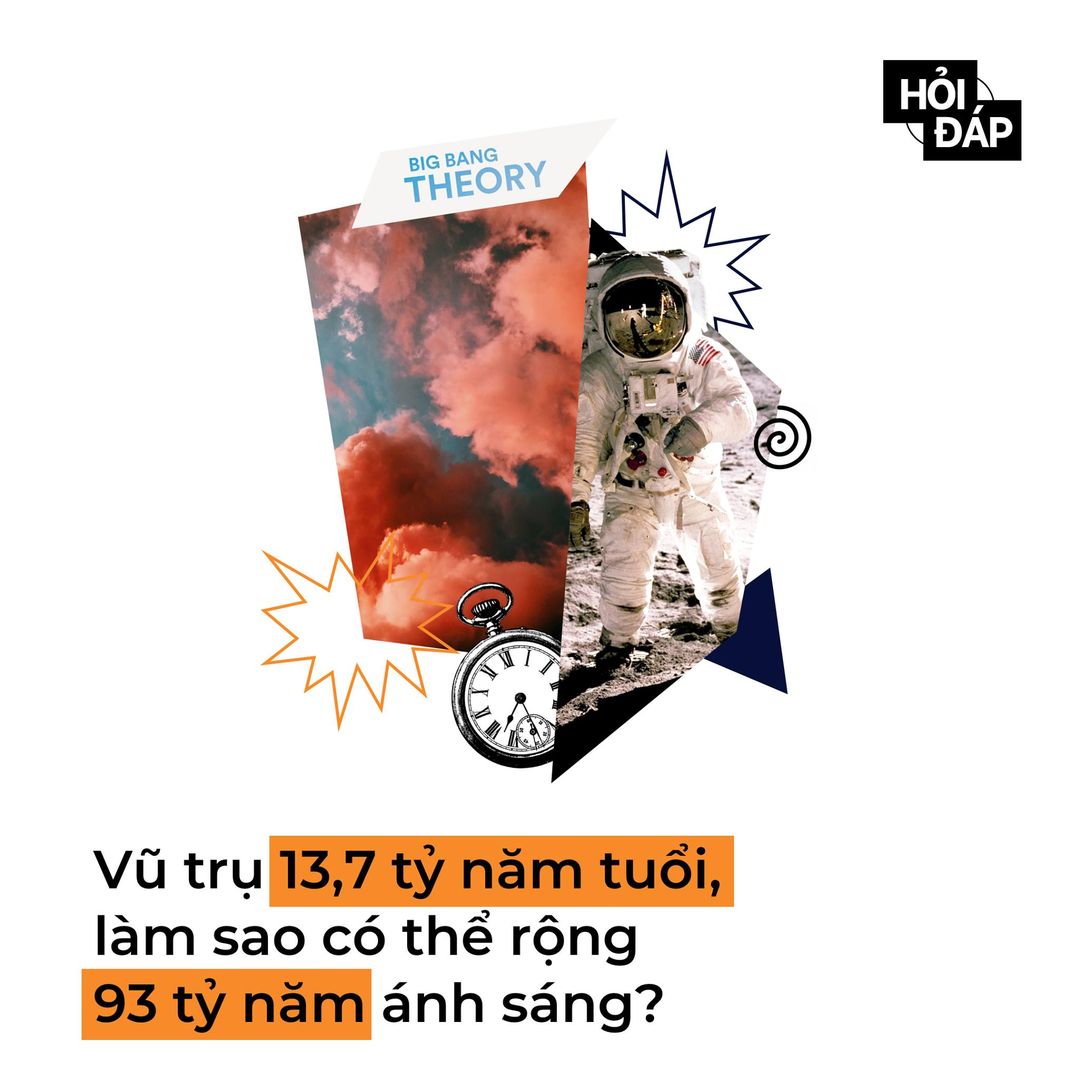 HỎI
ĐÁP
BIG BANG
THEORY
Vũ trụ 13,7 tỷ năm tuổi,
làm sao có thể rộng
93 tỷ năm ánh sáng?